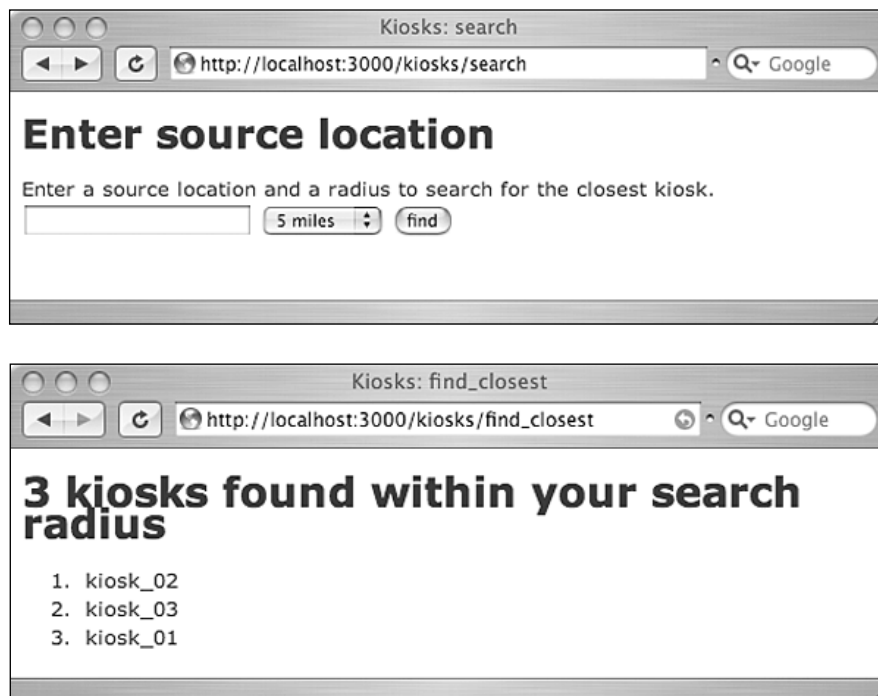 Kiosks: search
http://localhost:3000/kiosks/search
Google
Enter source location
Enter a source location and a radius to search for the closest kiosk.
5 miles find
Kiosks: find_closest
http://localhost:3000/kiosks/find_closest
Google
3 kiosks found within your search
radius
1. kiosk_02
2. kiosk_03
3. kiosk_01